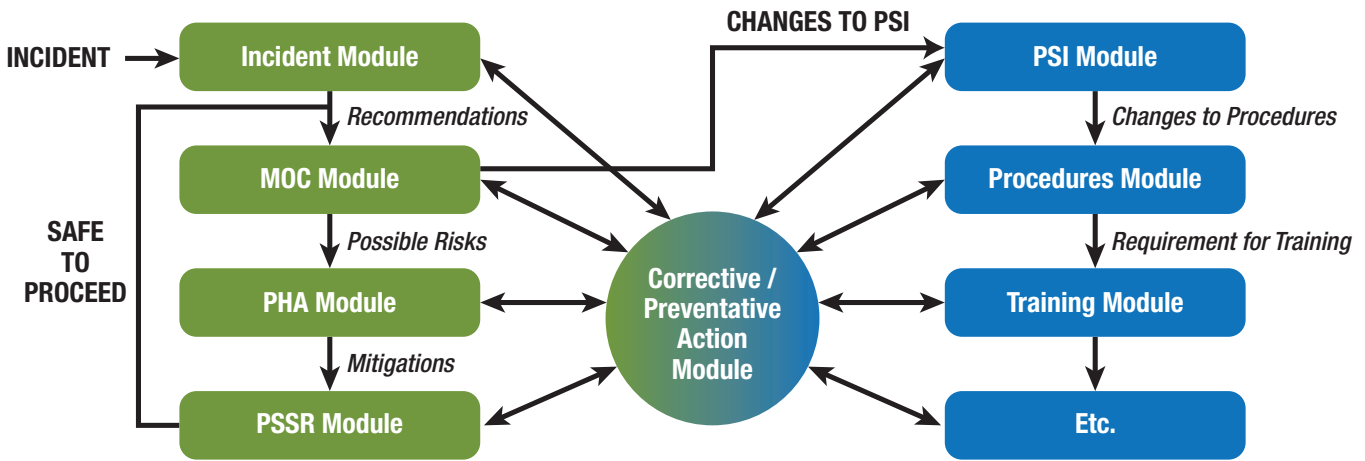 CHANGES TO PSI
INCIDENT
Incident Module
PSI Module
Recommendations
Changes to Procedures
MOC Module
Procedures Module
SAFE
TO
PROCEED
Possible Risks
Requirement for Training
Corrective /
Preventative
Action
Module
PHA Module
Training Module
Mitigations
PSSR Module
Etc.